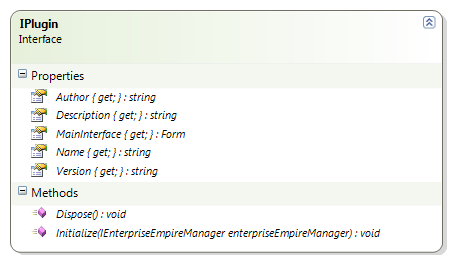 IPlugin
Interface
Properties
Author { get; } : string
Description { get; } : string
MainInterface { get; } : Form
Name { get; } : string
Version { get; } : string
Methods
Dispose() : void
Initialize(IEnterpriseEmpireManager enterpriseEmpireManager) : void